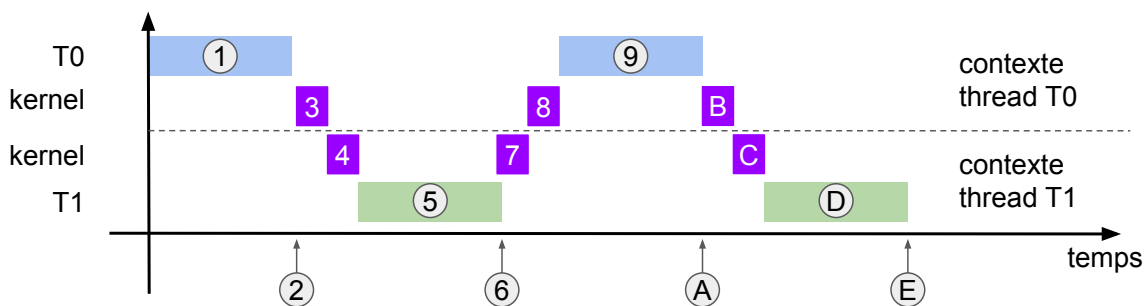 T0
1
9
contexte
thread T0
kernel
3
8
B
kernel
4
7
C
contexte
thread T1
T1
5
D
temps
2
6
A
E